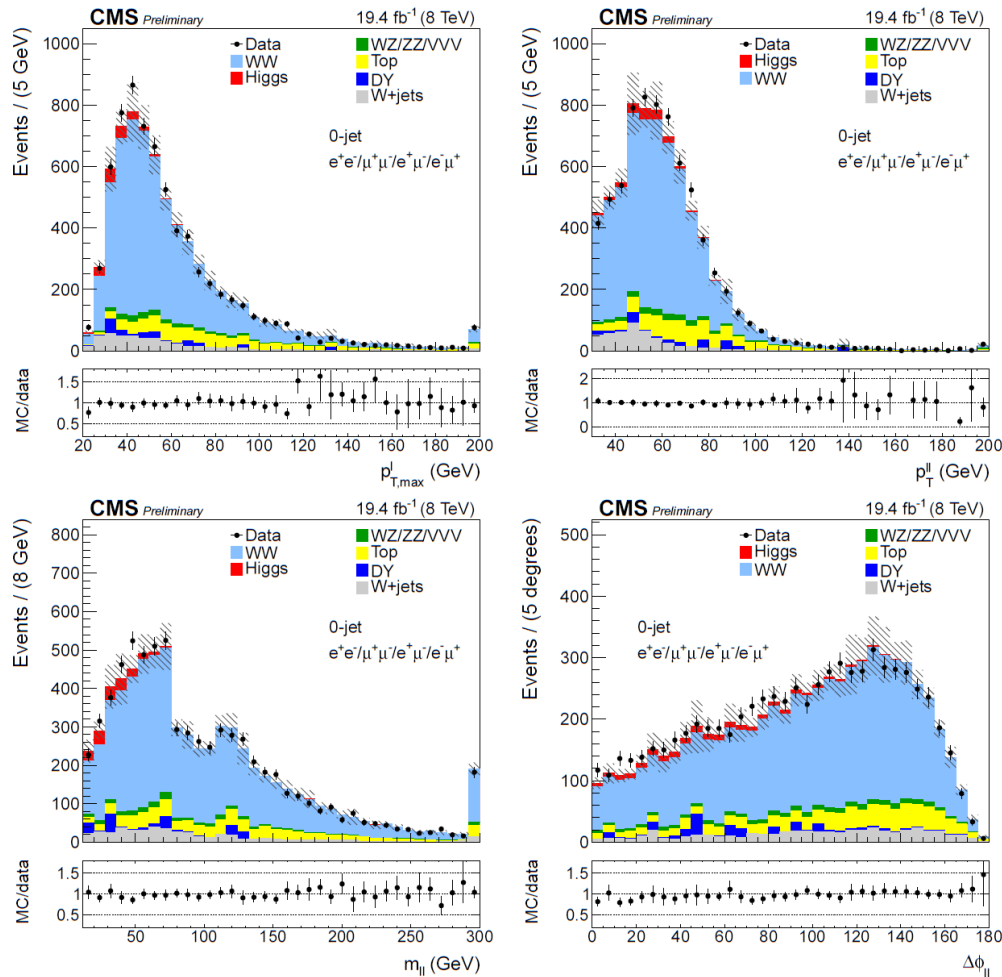 CMS Preliminary 19.4 fb⁻¹ (8 TeV)
Events / (5 GeV)
1000
800
600
400
200
0
Data
WW
Higgs
WZ/ZZ/VVV
Top
DY
W+jets
0-jet
e⁺e⁻/μ⁺μ⁻/e⁺μ⁻/e⁻μ⁺
MC/data
1.5
1
0.5
20 40 60 80 100 120 140 160 180 200
p^l_T,max (GeV)
CMS Preliminary 19.4 fb⁻¹ (8 TeV)
Events / (5 GeV)
1000
800
600
400
200
0
Data
Higgs
WW
WZ/ZZ/VVV
Top
DY
W+jets
0-jet
e⁺e⁻/μ⁺μ⁻/e⁺μ⁻/e⁻μ⁺
MC/data
2
1
0
40 60 80 100 120 140 160 180 200
p^ll_T (GeV)
CMS Preliminary 19.4 fb⁻¹ (8 TeV)
Events / (8 GeV)
800
700
600
500
400
300
200
100
0
Data
WW
Higgs
WZ/ZZ/VVV
Top
DY
W+jets
0-jet
e⁺e⁻/μ⁺μ⁻/e⁺μ⁻/e⁻μ⁺
MC/data
1.5
1
0.5
50 100 150 200 250 300
m_ll (GeV)
CMS Preliminary 19.4 fb⁻¹ (8 TeV)
Events / (5 degrees)
500
400
300
200
100
0
Data
Higgs
WW
WZ/ZZ/VVV
Top
DY
W+jets
0-jet
e⁺e⁻/μ⁺μ⁻/e⁺μ⁻/e⁻μ⁺
MC/data
1.5
1
0.5
0 20 40 60 80 100 120 140 160 180
Δϕ_ll